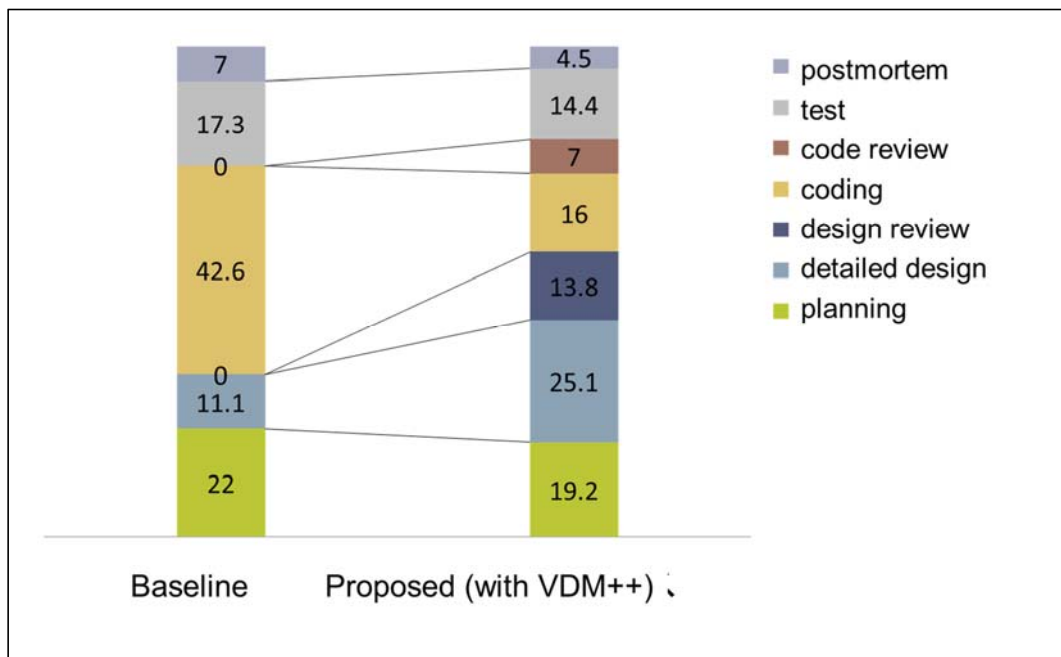 7
17.3
0
42.6
0
11.1
22
4.5
14.4
7
16
13.8
25.1
19.2
postmortem
test
code review
coding
design review
detailed design
planning
Baseline
Proposed (with VDM++)